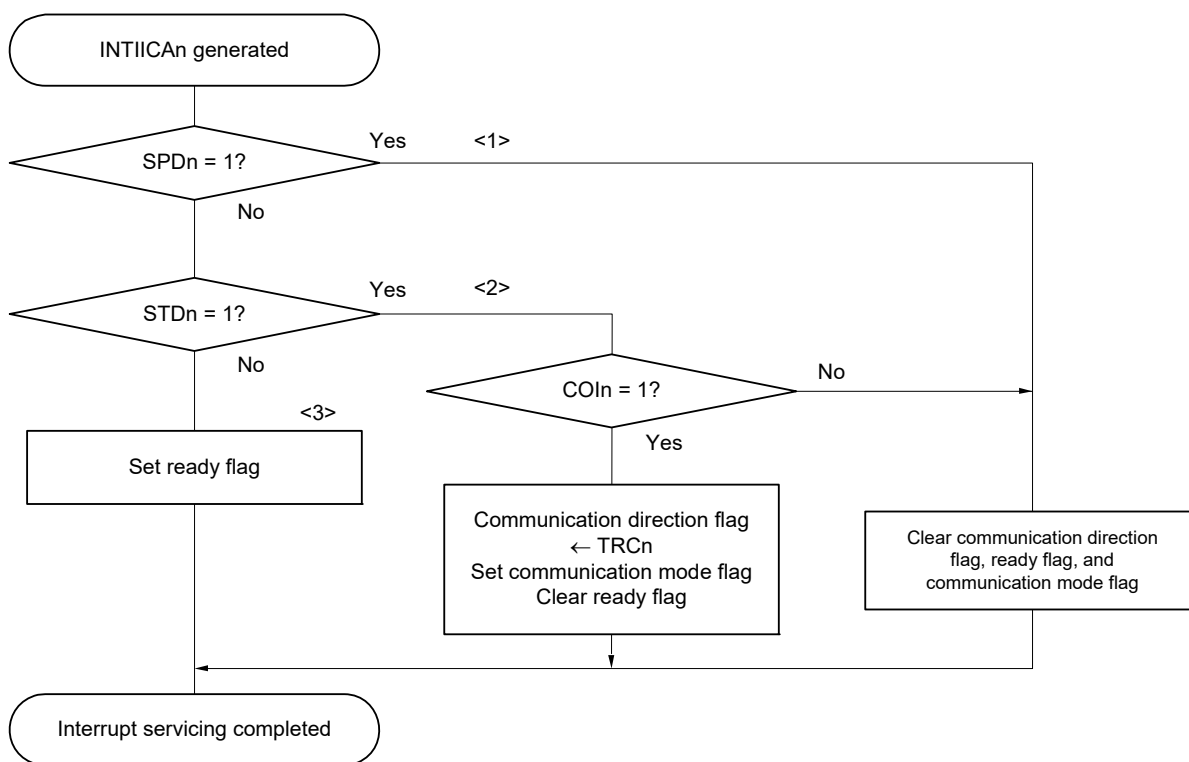 INTIICAn generated
Yes
<1>
SPDn = 1?
No
Yes
<2>
STDn = 1?
No
COIn = 1?
No
<3>
Yes
Set ready flag
Communication direction flag
← TRCn
Set communication mode flag
Clear ready flag
Clear communication direction
flag, ready flag, and
communication mode flag
Interrupt servicing completed